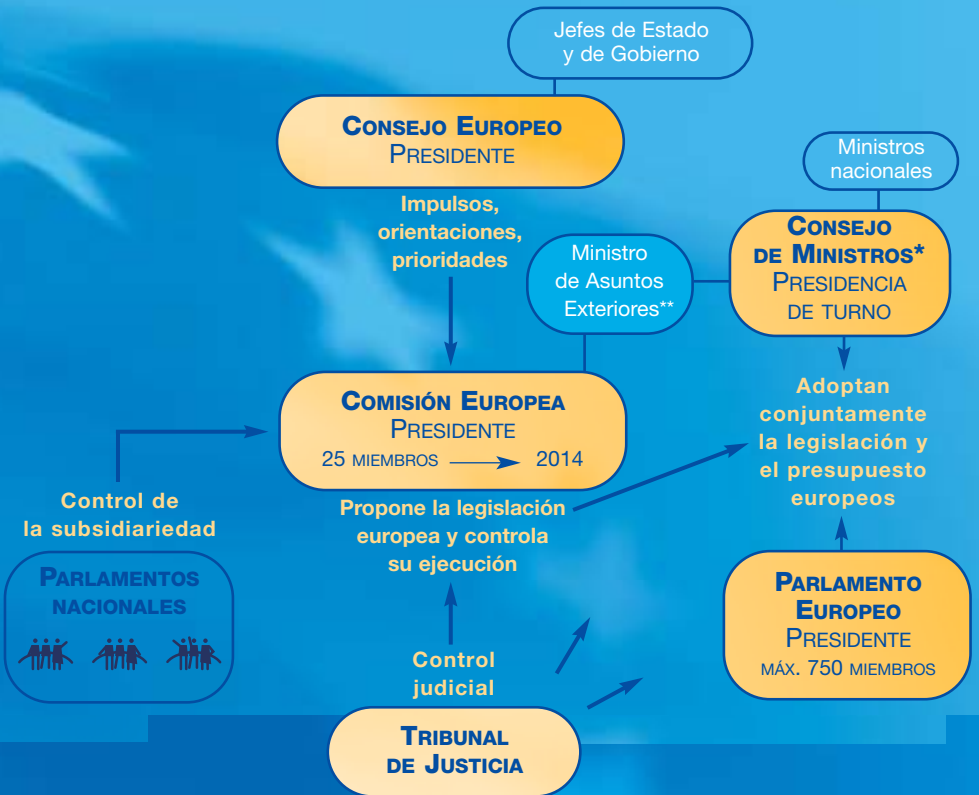 Jefes de Estado
y de Gobierno
CONSEJO EUROPEO
PRESIDENTE
Impulsos,
orientaciones,
prioridades
Ministros
nacionales
CONSEJO
DE MINISTROS*
PRESIDENCIA
DE TURNO
Ministro
de Asuntos
Exteriores**
COMISIÓN EUROPEA
PRESIDENTE
25 MIEMBROS 2014
Adoptan
conjuntamente
la legislación y
el presupuesto
europeos
Control de
la subsidiariedad
Propone la legislación
europea y controla
su ejecución
PARLAMENTOS
NACIONALES
PARLAMENTO
EUROPEO
PRESIDENTE
MÁX. 750 MIEMBROS
Control
judicial
TRIBUNAL
DE JUSTICIA